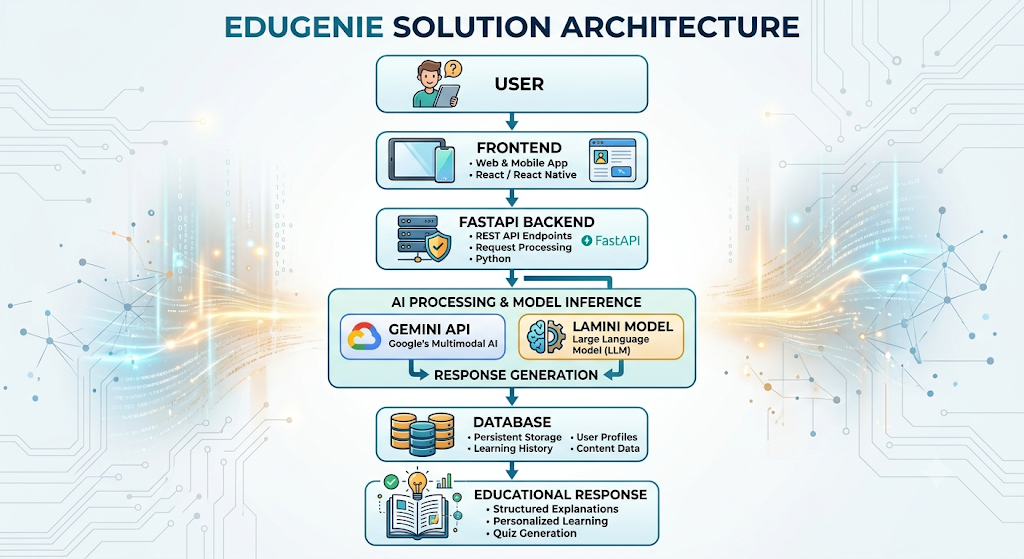 EDUGENIE SOLUTION ARCHITECTURE
?
USER
FRONTEND
• Web & Mobile App
• React / React Native
FASTAPI BACKEND
• REST API Endpoints
• Request Processing
• Python
FastAPI
AI PROCESSING & MODEL INFERENCE
GEMINI API
Google's Multimodal AI
LAMINI MODEL
Large Language
Model (LLM)
RESPONSE GENERATION
DATABASE
• Persistent Storage • User Profiles
• Learning History • Content Data
EDUCATIONAL RESPONSE
• Structured Explanations
• Personalized Learning
• Quiz Generation